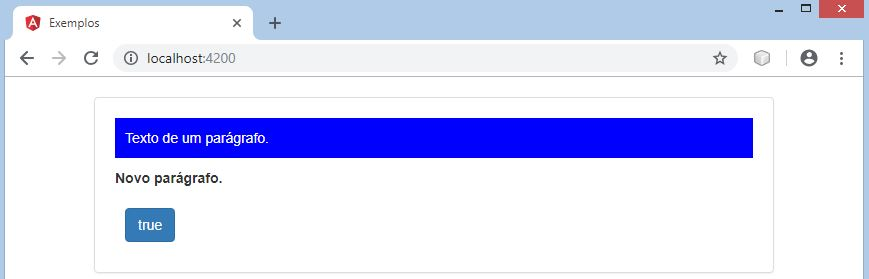 Exemplos
localhost:4200
Texto de um parágrafo.
Novo parágrafo.
true